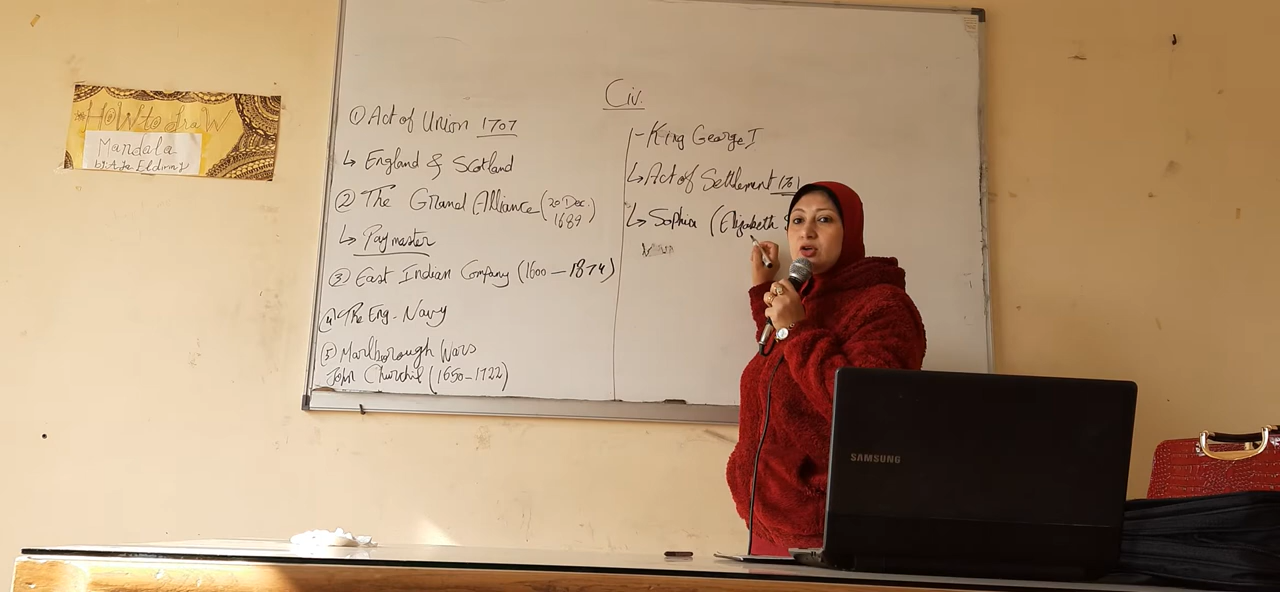 HOW to draW
Mandala
Civ.
① Act of Union 1707
↳ England & Scotland
② The Grand Alliance (20 Dec. 1689)
↳ Paymaster
③ East Indian Company (1600 – 1874)
④ The Eng. Navy
⑤ Marlborough Wars
John Churchil (1650 – 1722)
- King George I
↳ Act of Settlement
↳ Sophia (Elizabeth
SAMSUNG